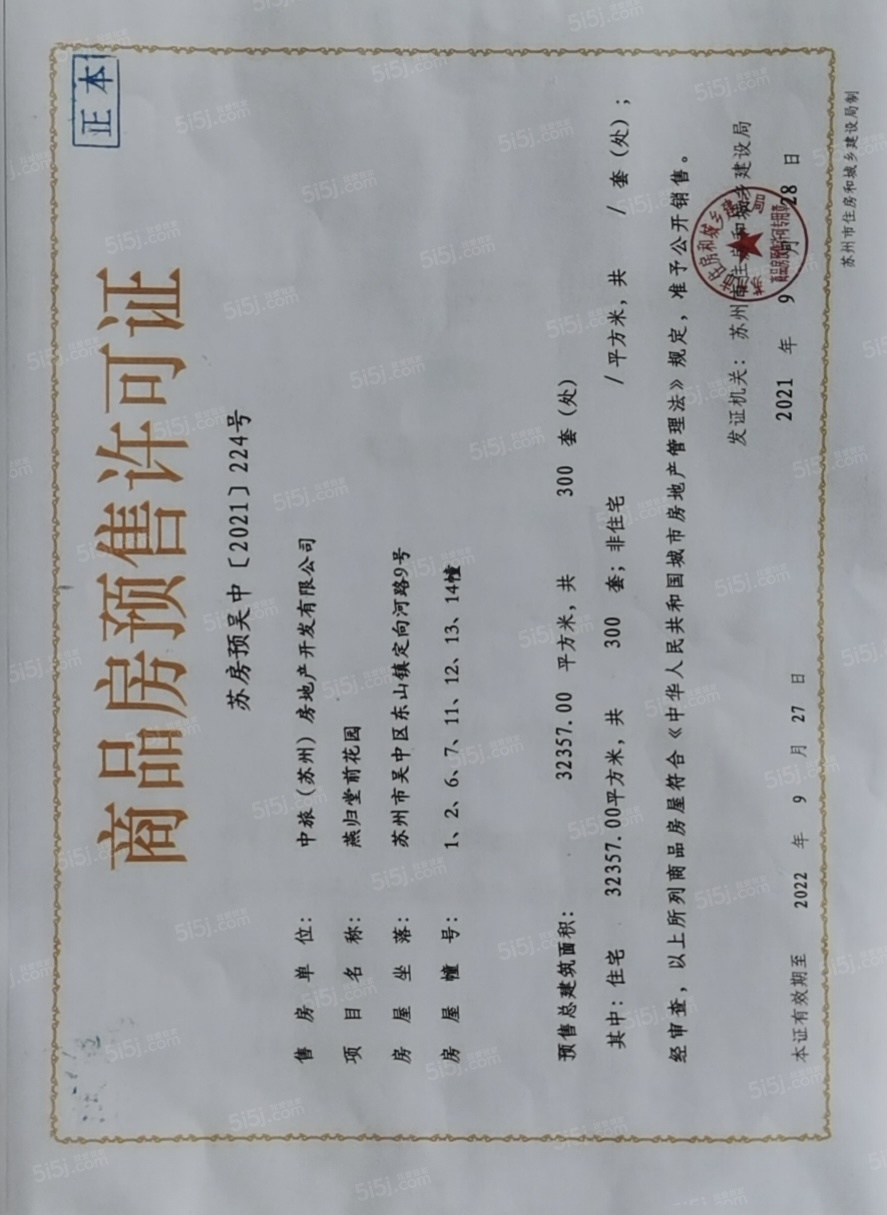 正本
商品房预售许可证
苏房预吴中〔2021〕224号
售房单位：中旅（苏州）房地产开发有限公司
项目名称：燕归堂前花园
房屋坐落：苏州市吴中区东山镇定向河路9号
房屋幢号：1、2、6、7、11、12、13、14幢
预售总建筑面积：32357.00 平方米，共 300 套（处）
其中：住宅 32357.00平方米，共 300 套；非住宅 / 平方米，共 / 套（处）；
经审查，以上所列商品房屋符合《中华人民共和国城市房地产管理法》规定，准予公开销售。
发证机关：苏州市住房和城乡建设局
2021 年 9 月 28 日
本证有效期至 2022 年 9 月 27 日
苏州市住房和城乡建设局制
5i5j.com